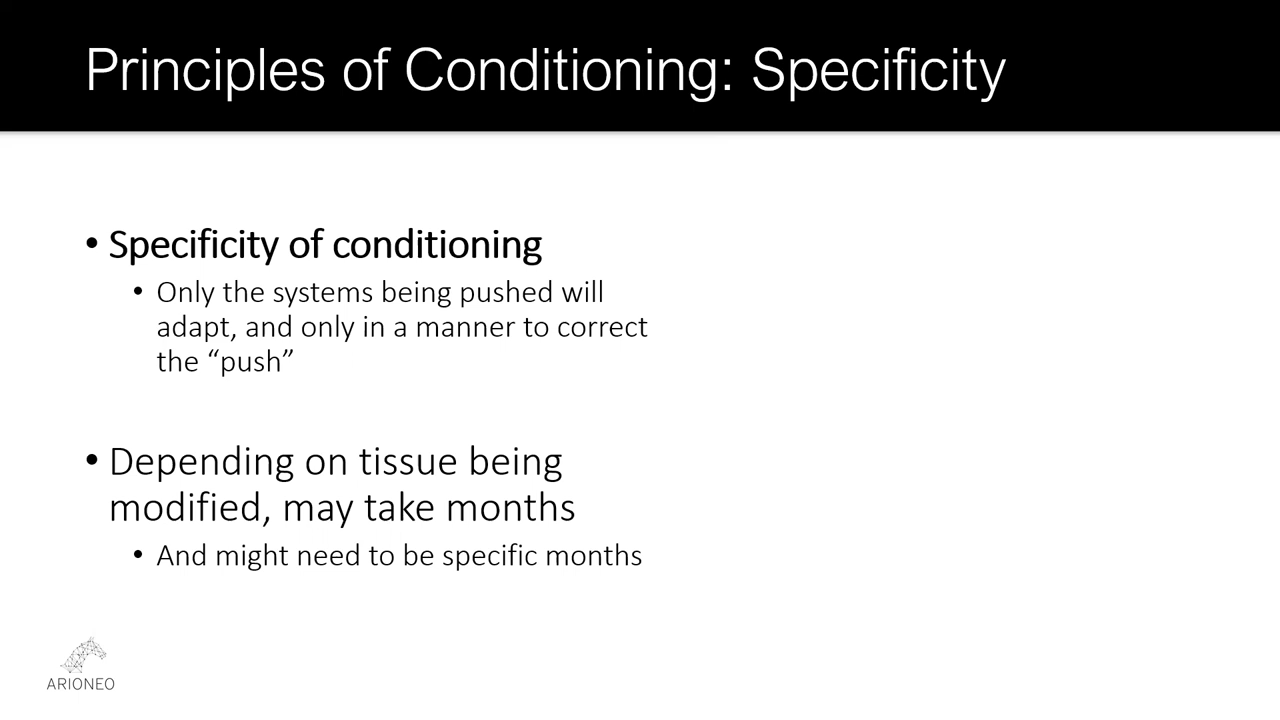 Principles of Conditioning: Specificity
• Specificity of conditioning
• Only the systems being pushed will
adapt, and only in a manner to correct
the “push”
• Depending on tissue being
modified, may take months
• And might need to be specific months
ARIONEO